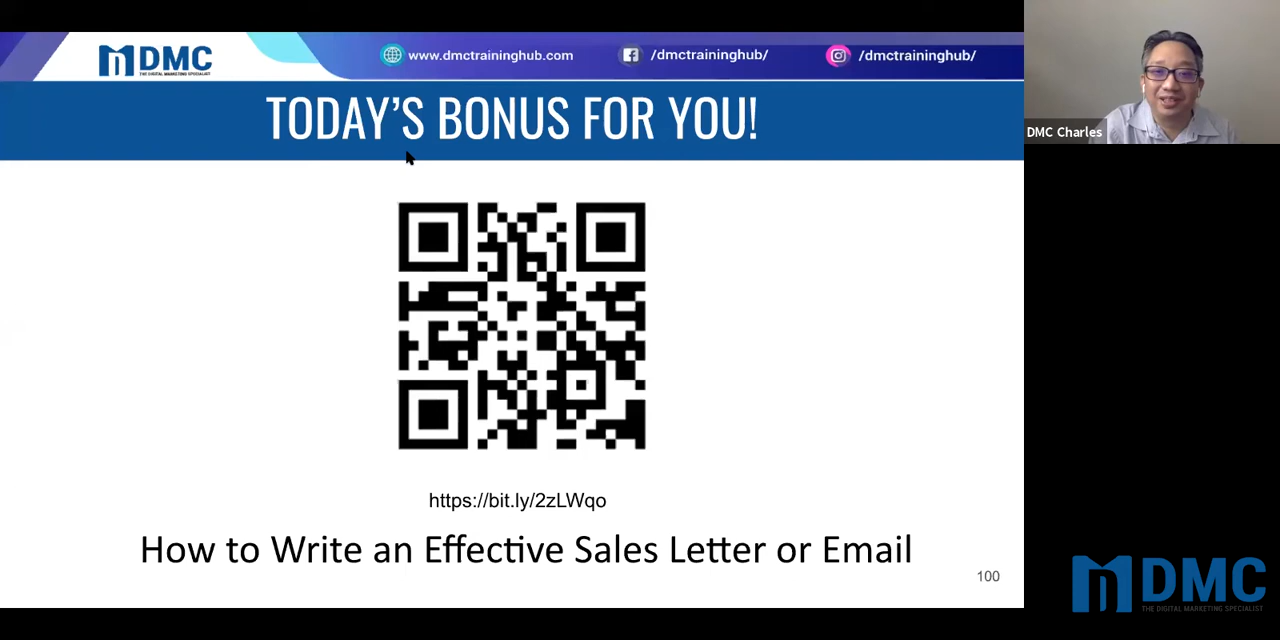 DMC
THE DIGITAL MARKETING SPECIALIST
www.dmctraininghub.com
/dmctraininghub/
/dmctraininghub/
TODAY'S BONUS FOR YOU!
https://bit.ly/2zLWqo
How to Write an Effective Sales Letter or Email
100
DMC Charles
DMC
THE DIGITAL MARKETING SPECIALIST